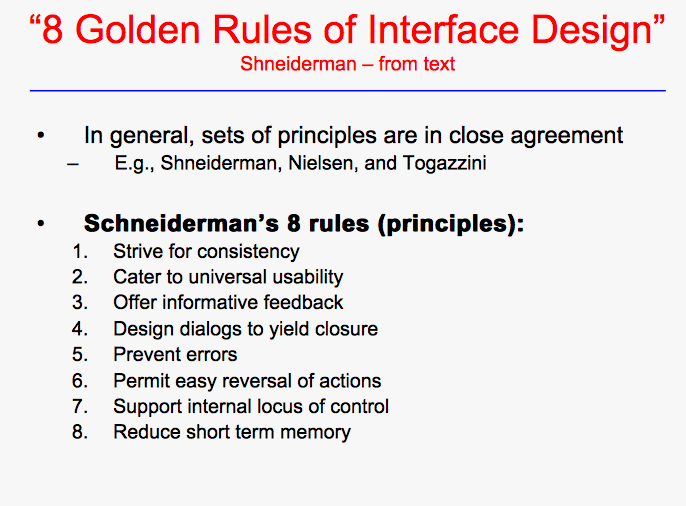 “8 Golden Rules of Interface Design”
Shneiderman – from text
• In general, sets of principles are in close agreement
– E.g., Shneiderman, Nielsen, and Togazzini
• Schneiderman’s 8 rules (principles):
1. Strive for consistency
2. Cater to universal usability
3. Offer informative feedback
4. Design dialogs to yield closure
5. Prevent errors
6. Permit easy reversal of actions
7. Support internal locus of control
8. Reduce short term memory